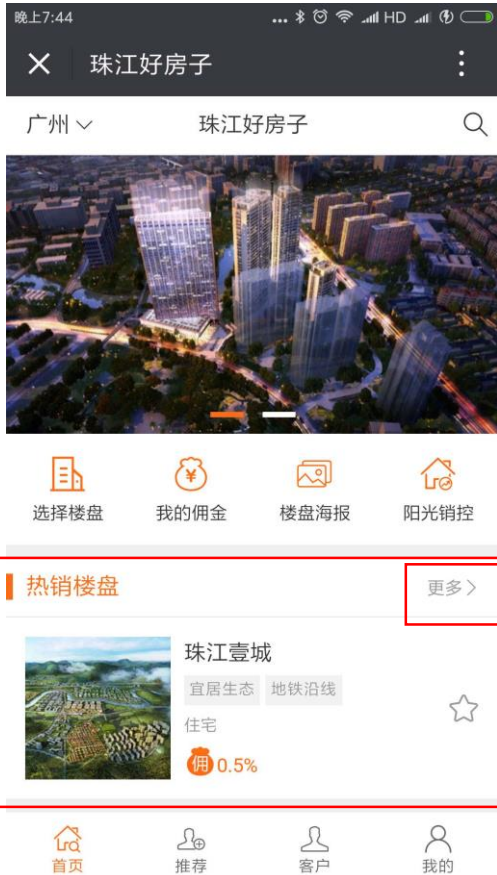 晚上7:44 ... HD
珠江好房子
广州 珠江好房子
选择楼盘 我的佣金 楼盘海报 阳光销控
热销楼盘 更多
珠江壹城
宜居生态 地铁沿线
住宅
佣 0.5%
首页 推荐 客户 我的